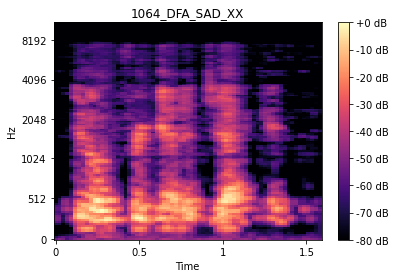 1064_DFA_SAD_XX
Hz
8192
4096
2048
1024
512
0
0
0.5
1
1.5
Time
+0 dB
-10 dB
-20 dB
-30 dB
-40 dB
-50 dB
-60 dB
-70 dB
-80 dB